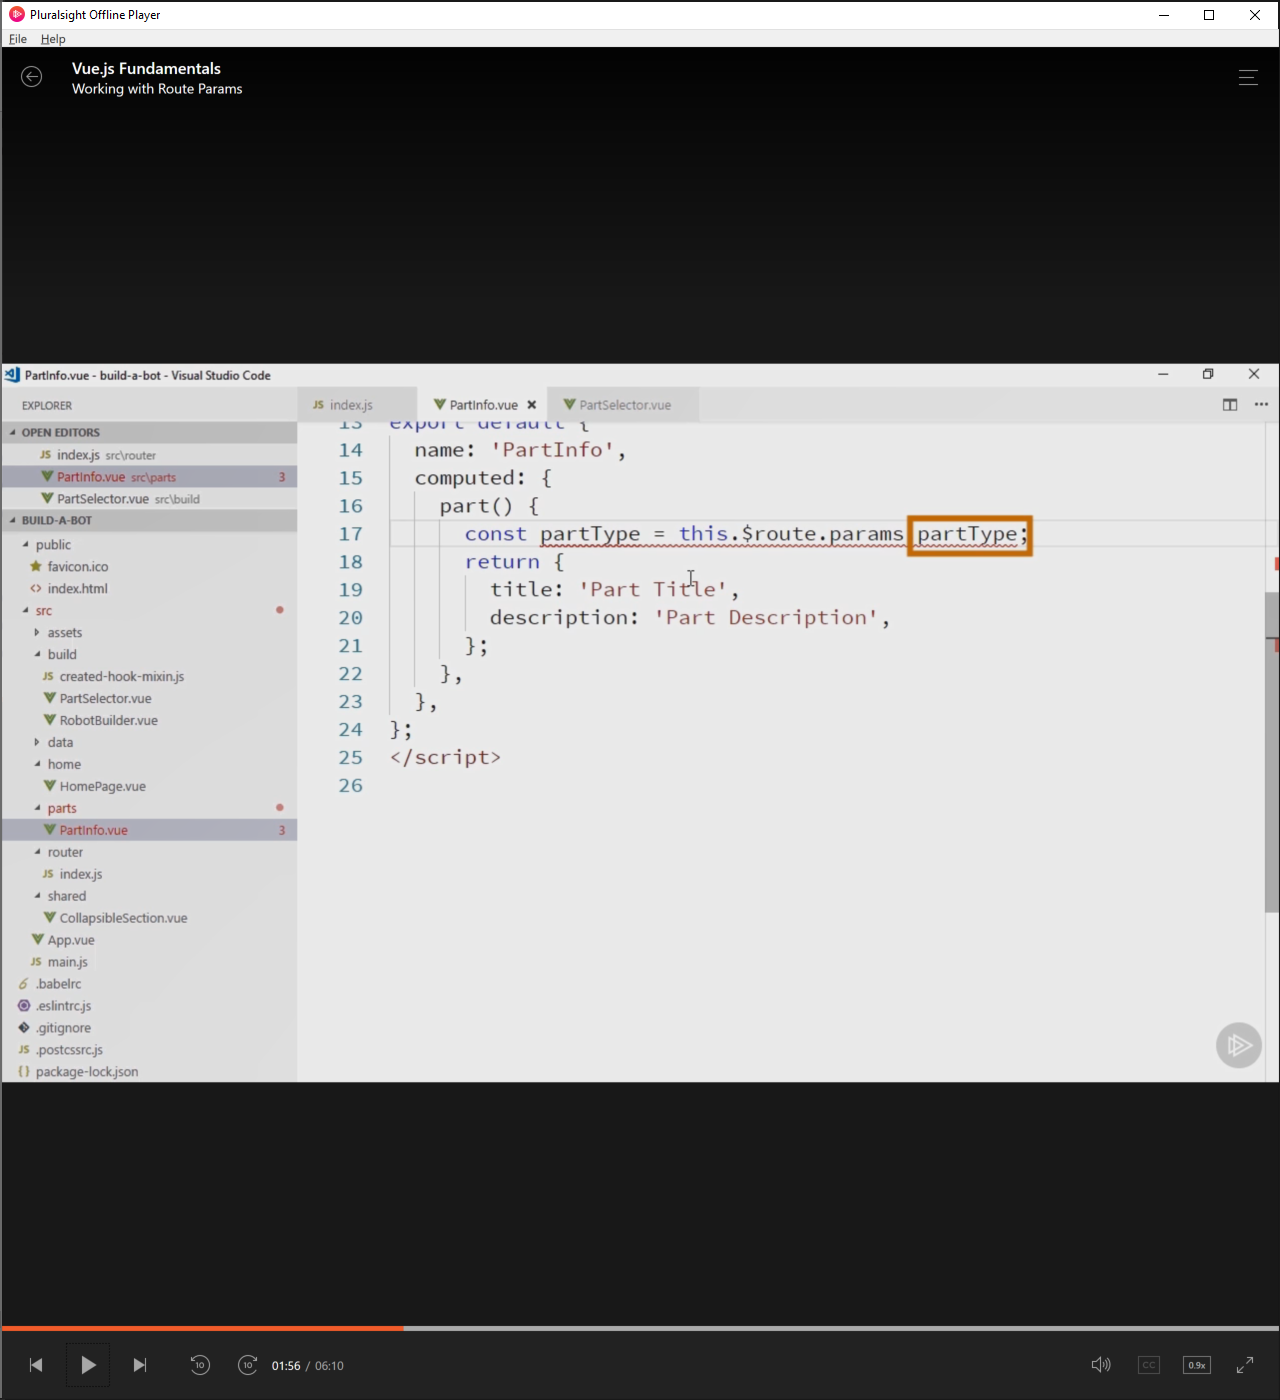 Pluralsight Offline Player
File Help
Vue.js Fundamentals
Working with Route Params
PartInfo.vue - build-a-bot - Visual Studio Code
EXPLORER
JS index.js
PartInfo.vue
PartSelector.vue
OPEN EDITORS
JS index.js src\router
PartInfo.vue src\parts 3
PartSelector.vue src\build
BUILD-A-BOT
public
favicon.ico
<> index.html
src
assets
build
JS created-hook-mixin.js
PartSelector.vue
RobotBuilder.vue
data
home
HomePage.vue
parts
PartInfo.vue 3
router
JS index.js
shared
CollapsibleSection.vue
App.vue
JS main.js
.babelrc
.eslintrc.js
.gitignore
JS .postcssrc.js
{} package-lock.json
13 export default {
14 name: 'PartInfo',
15 computed: {
16 part() {
17 const partType = this.$route.params.partType;
18 return {
19 title: 'Part Title',
20 description: 'Part Description',
21 };
22 },
23 },
24 };
25 </script>
26
10
10
01:56 / 06:10
CC
0.9x